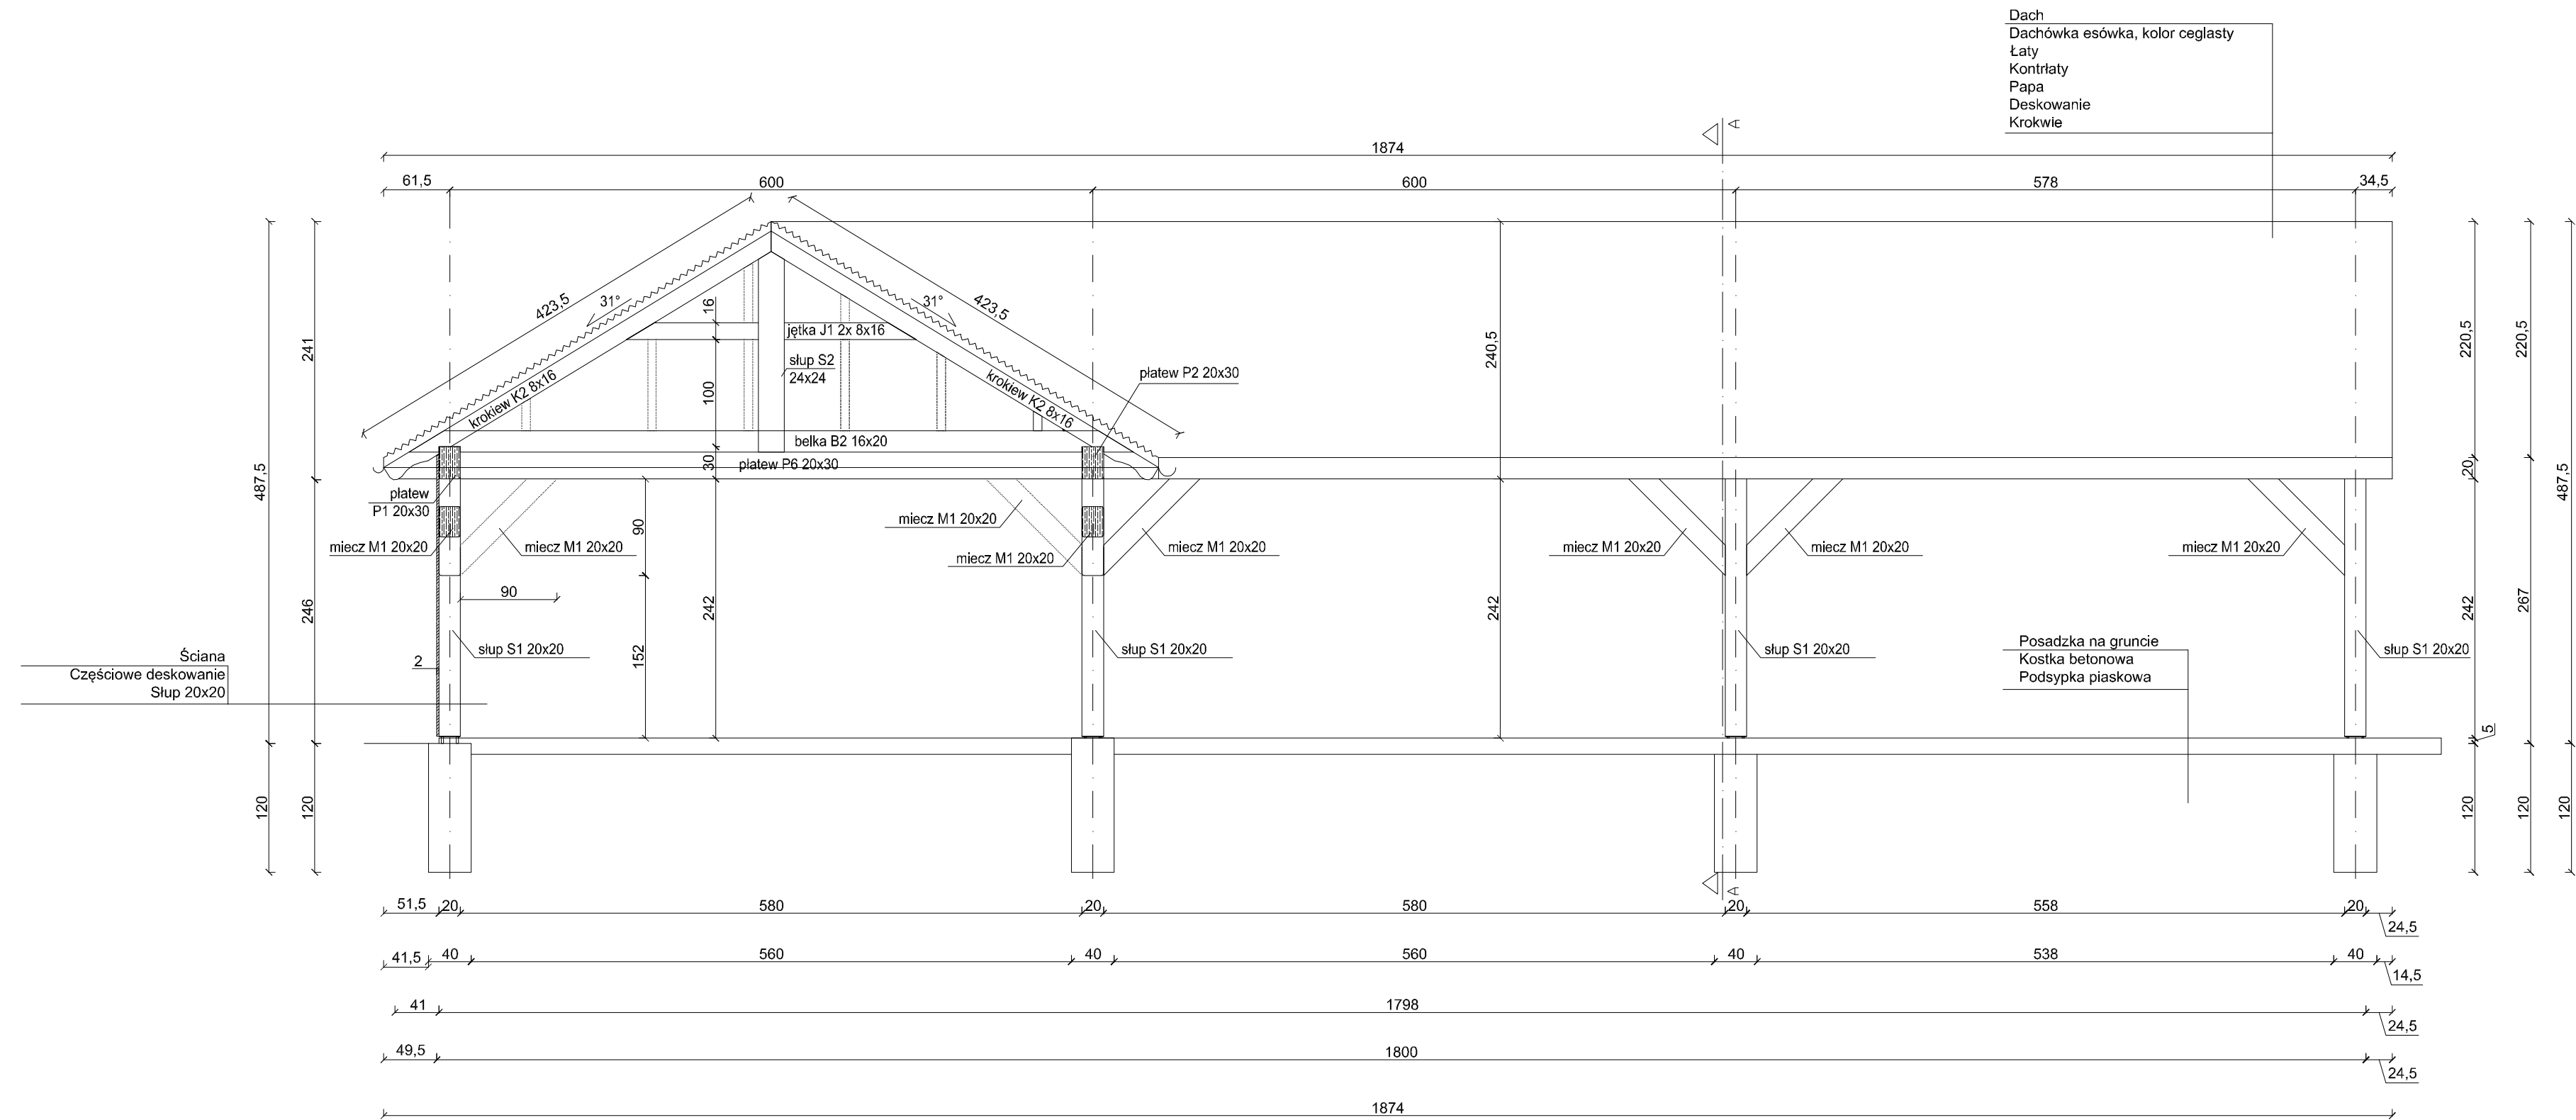 Dach
Dachówka esówka, kolor ceglasty
Łaty
Kontrłaty
Papa
Deskowanie
Krokwie
A
1874
61,5
600
600
578
34,5
423,5
423,5
31°
31°
487,5
241
246
120
120
16
100
30
242
jętka J1 2x 8x16
słup S2
24x24
krokiew K2 8x16
krokiew K2 8x16
belka B2 16x20
płatew P6 20x30
płatew P2 20x30
240,5
242
220,5
20
242
5
120
220,5
267
120
487,5
120
płatew
P1 20x30
miecz M1 20x20
miecz M1 20x20
miecz M1 20x20
miecz M1 20x20
miecz M1 20x20
miecz M1 20x20
miecz M1 20x20
miecz M1 20x20
90
90
152
2
słup S1 20x20
słup S1 20x20
słup S1 20x20
słup S1 20x20
Ściana
Częściowe deskowanie
Słup 20x20
Posadzka na gruncie
Kostka betonowa
Podsypka piaskowa
A
51,5
20
580
20
580
20
558
20
24,5
41,5
40
560
40
560
40
538
40
14,5
41
1798
24,5
49,5
1800
24,5
1874